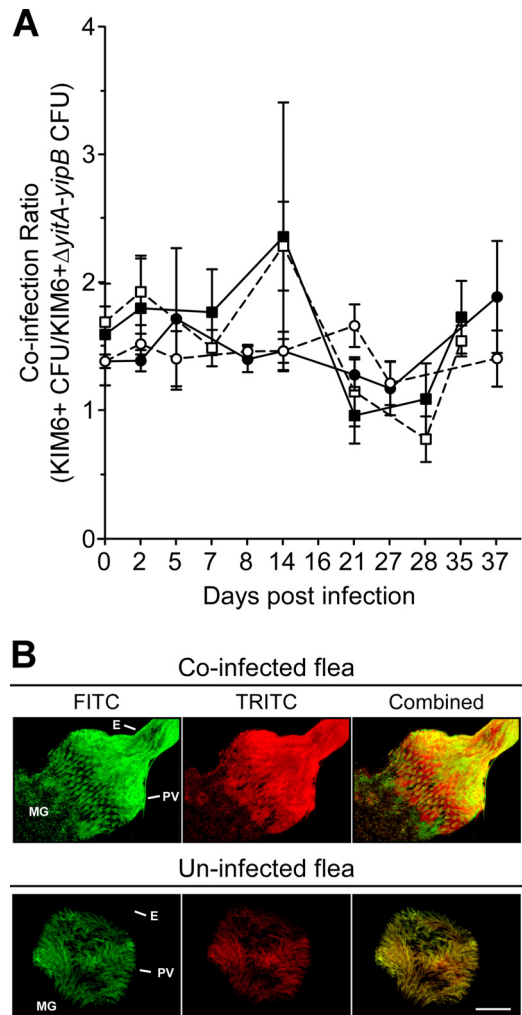 A
Co-infection Ratio
(KIM6+ CFU/KIM6+ΔyitA-yipB CFU)
4
3
2
1
0
0 2 5 7 8 14 16 21 27 28 35 37
Days post infection
B
Co-infected flea
FITC TRITC Combined
E
PV
MG
Un-infected flea
E
PV
MG